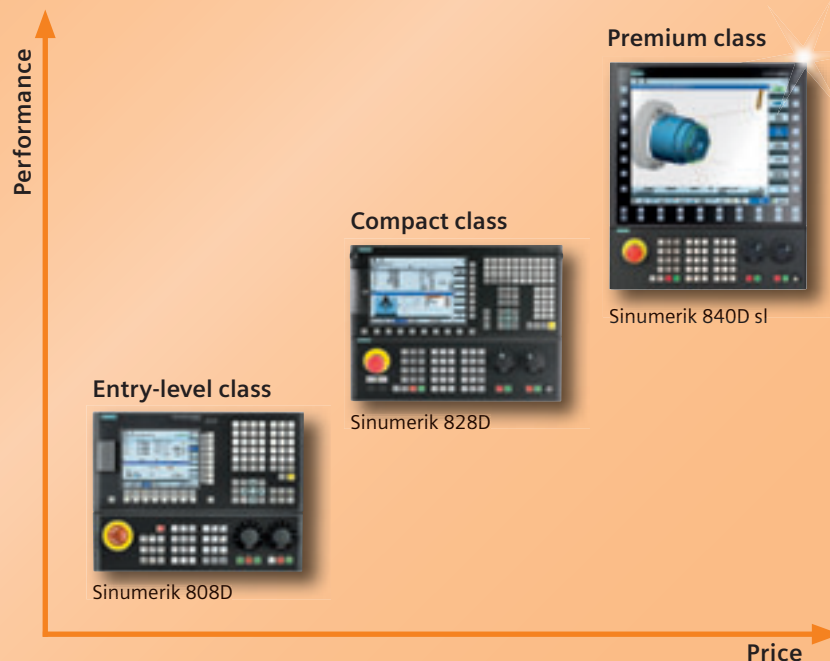 Performance
Premium class
Sinumerik 840D sl
Compact class
Sinumerik 828D
Entry-level class
Sinumerik 808D
Price